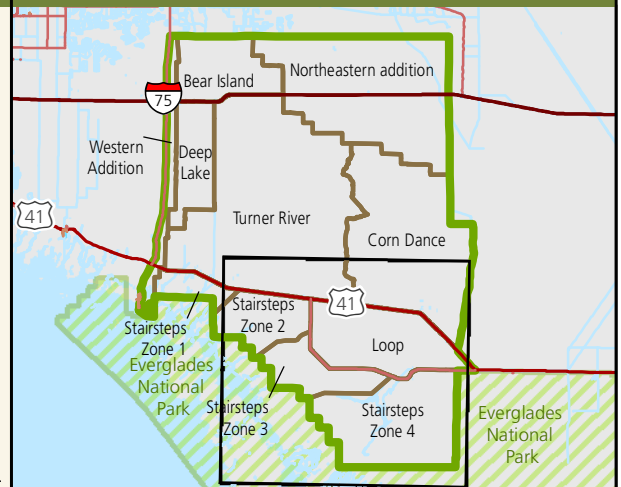 Northeastern addition
Bear Island
75
Western
Addition
Deep
Lake
41
Turner River
Corn Dance
41
Stairsteps
Zone 2
Stairsteps
Zone 1
Loop
Everglades
National
Park
Stairsteps
Zone 3
Stairsteps
Zone 4
Everglades
National
Park